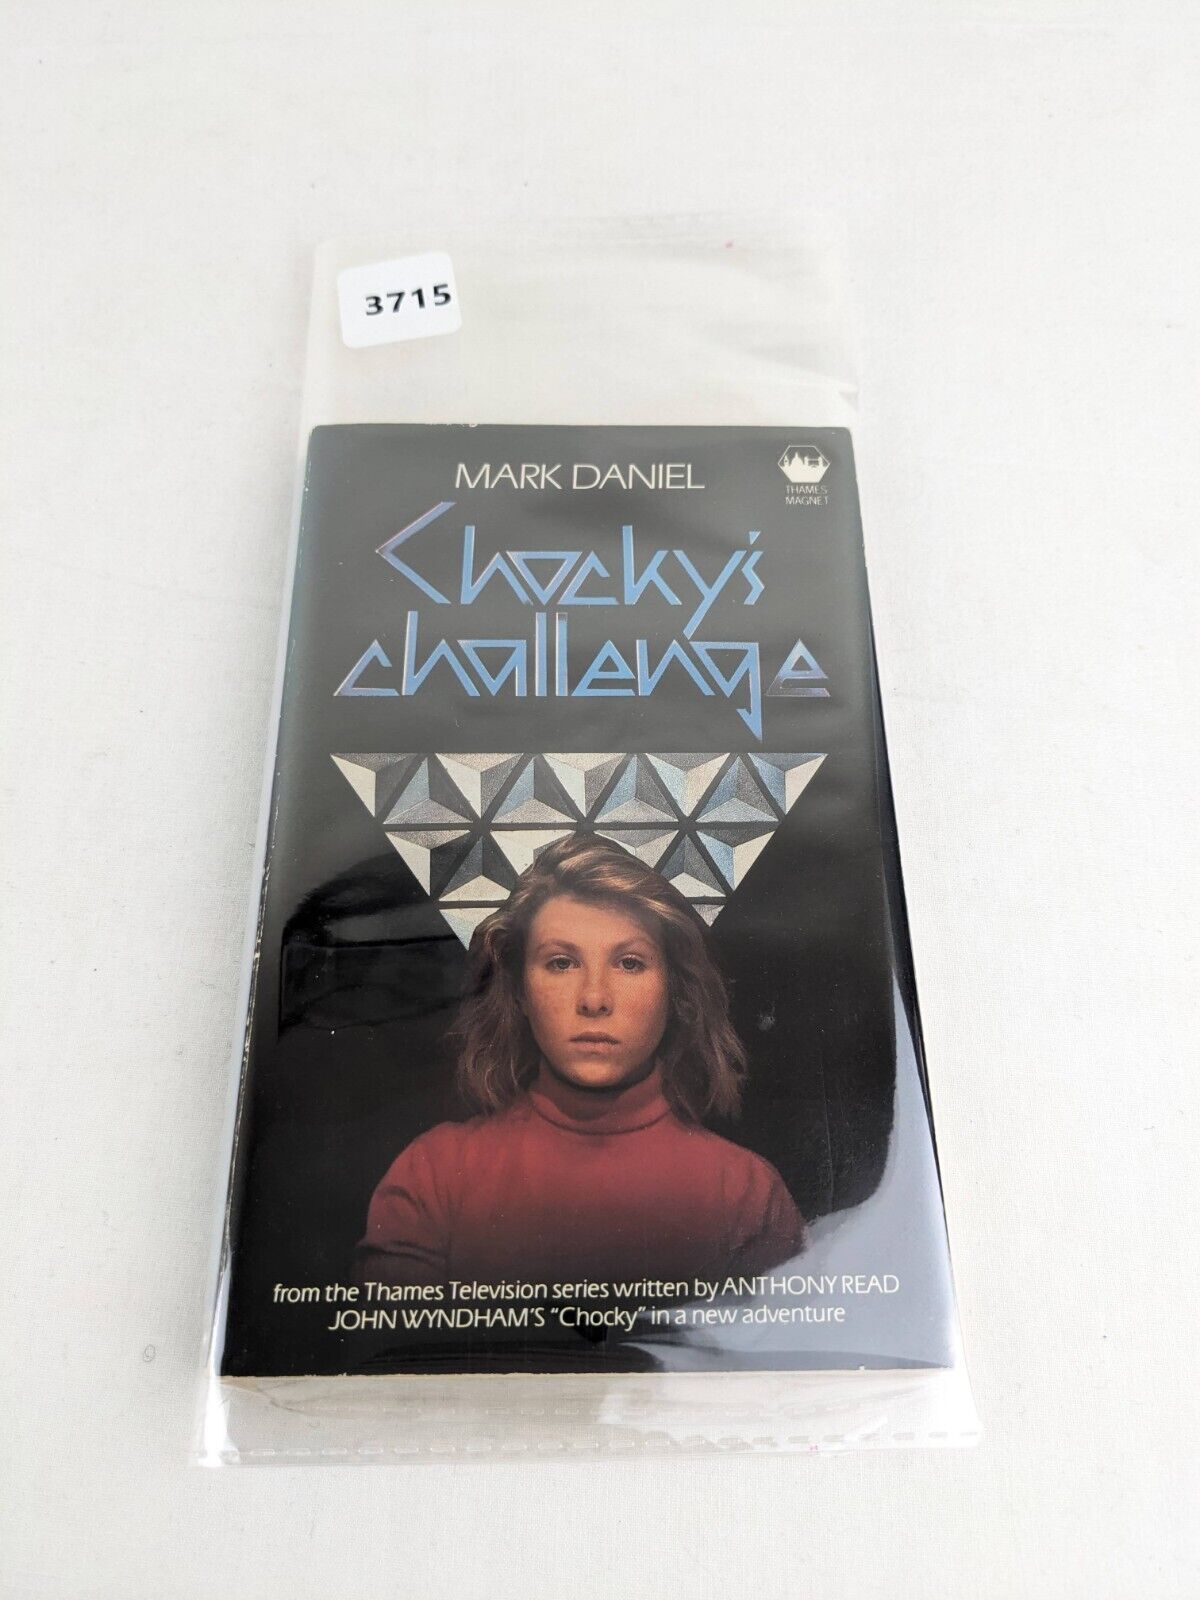 3715
MARK DANIEL
THAMES
MAGNET
Chocky's
challenge
from the Thames Television series written by ANTHONY READ
JOHN WYNDHAM'S "Chocky" in a new adventure